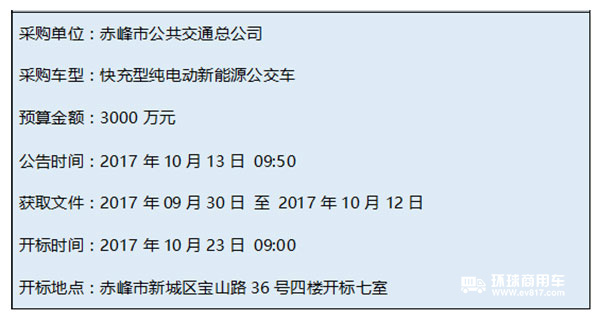 采购单位：赤峰市公共交通总公司
采购车型：快充型纯电动新能源公交车
预算金额：3000 万元
公告时间：2017 年 10 月 13 日 09:50
获取文件：2017 年 09 月 30 日 至 2017 年 10 月 12 日
开标时间：2017 年 10 月 23 日 09:00
开标地点：赤峰市新城区宝山路 36 号四楼开标七室
环球商用车
www.ev617.com